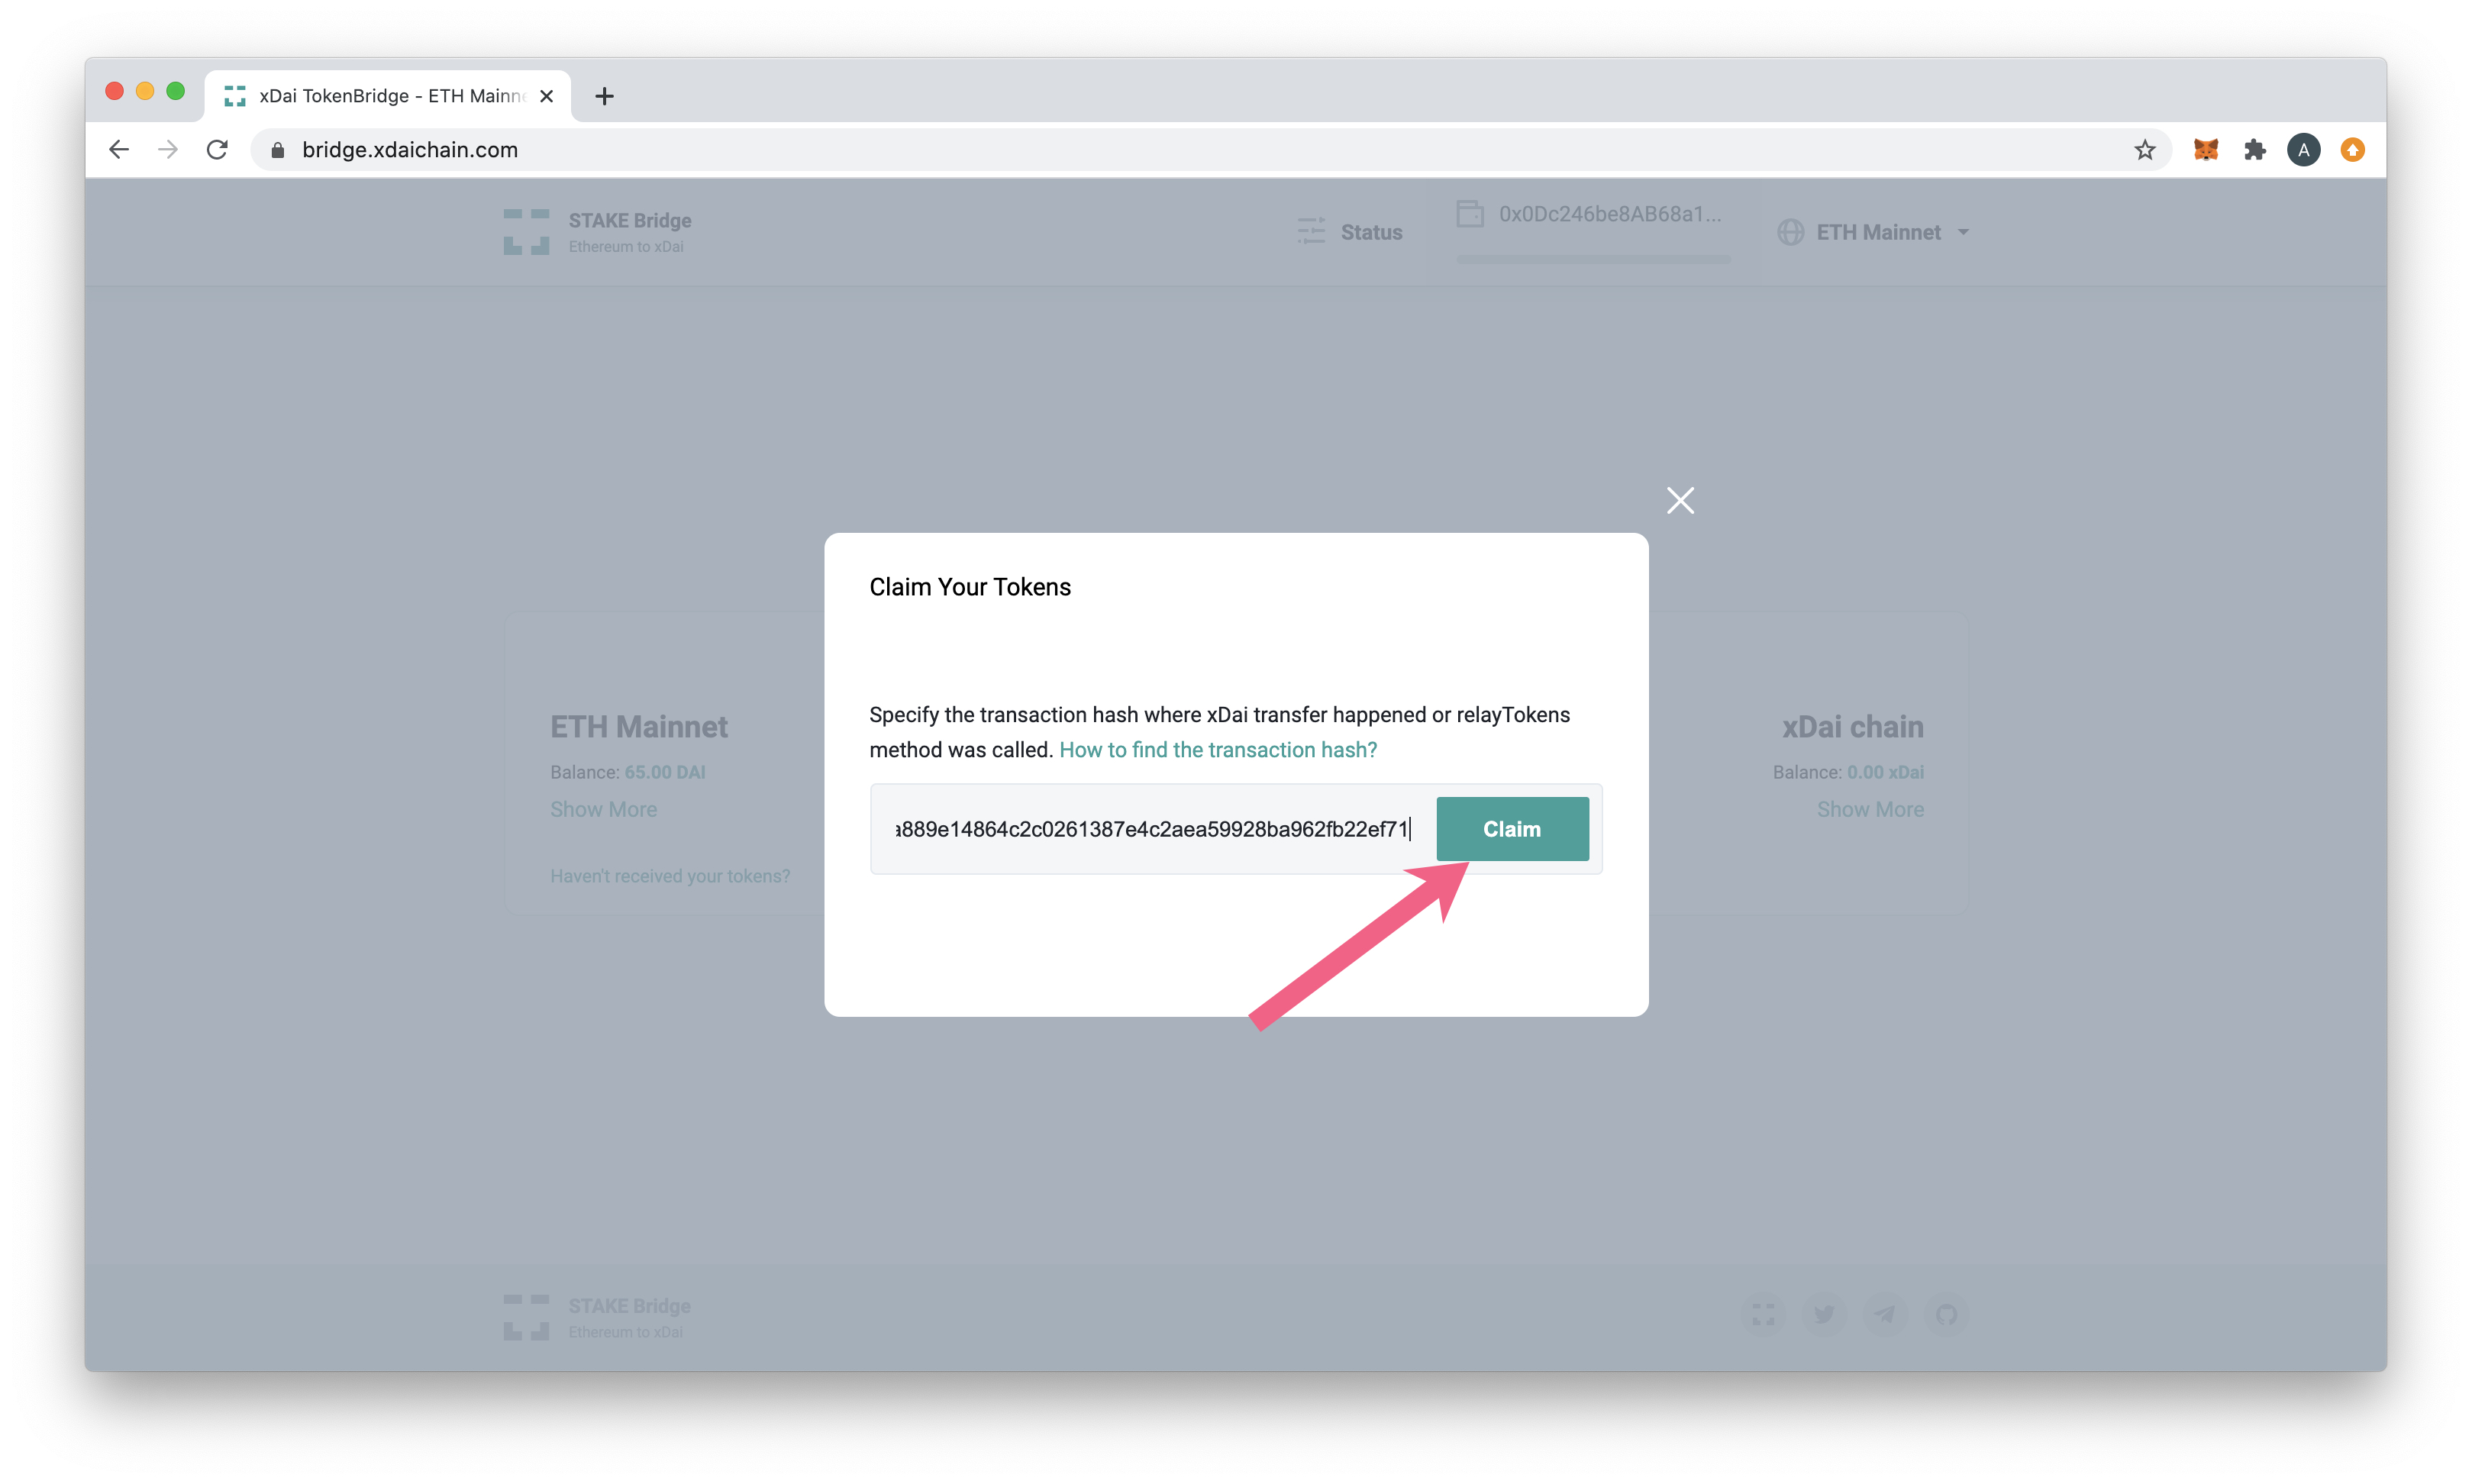 xDai TokenBridge - ETH Mainne
bridge.xdaichain.com
A
STAKE Bridge
Ethereum to xDai
Status
0x0Dc246be8AB68a1...
ETH Mainnet
Claim Your Tokens
Specify the transaction hash where xDai transfer happened or relayTokens
method was called. How to find the transaction hash?
a889e14864c2c0261387e4c2aea59928ba962fb22ef71
Claim
ETH Mainnet
Balance: 65.00 DAI
Show More
Haven't received your tokens?
xDai chain
Balance: 0.00 xDai
Show More
STAKE Bridge
Ethereum to xDai